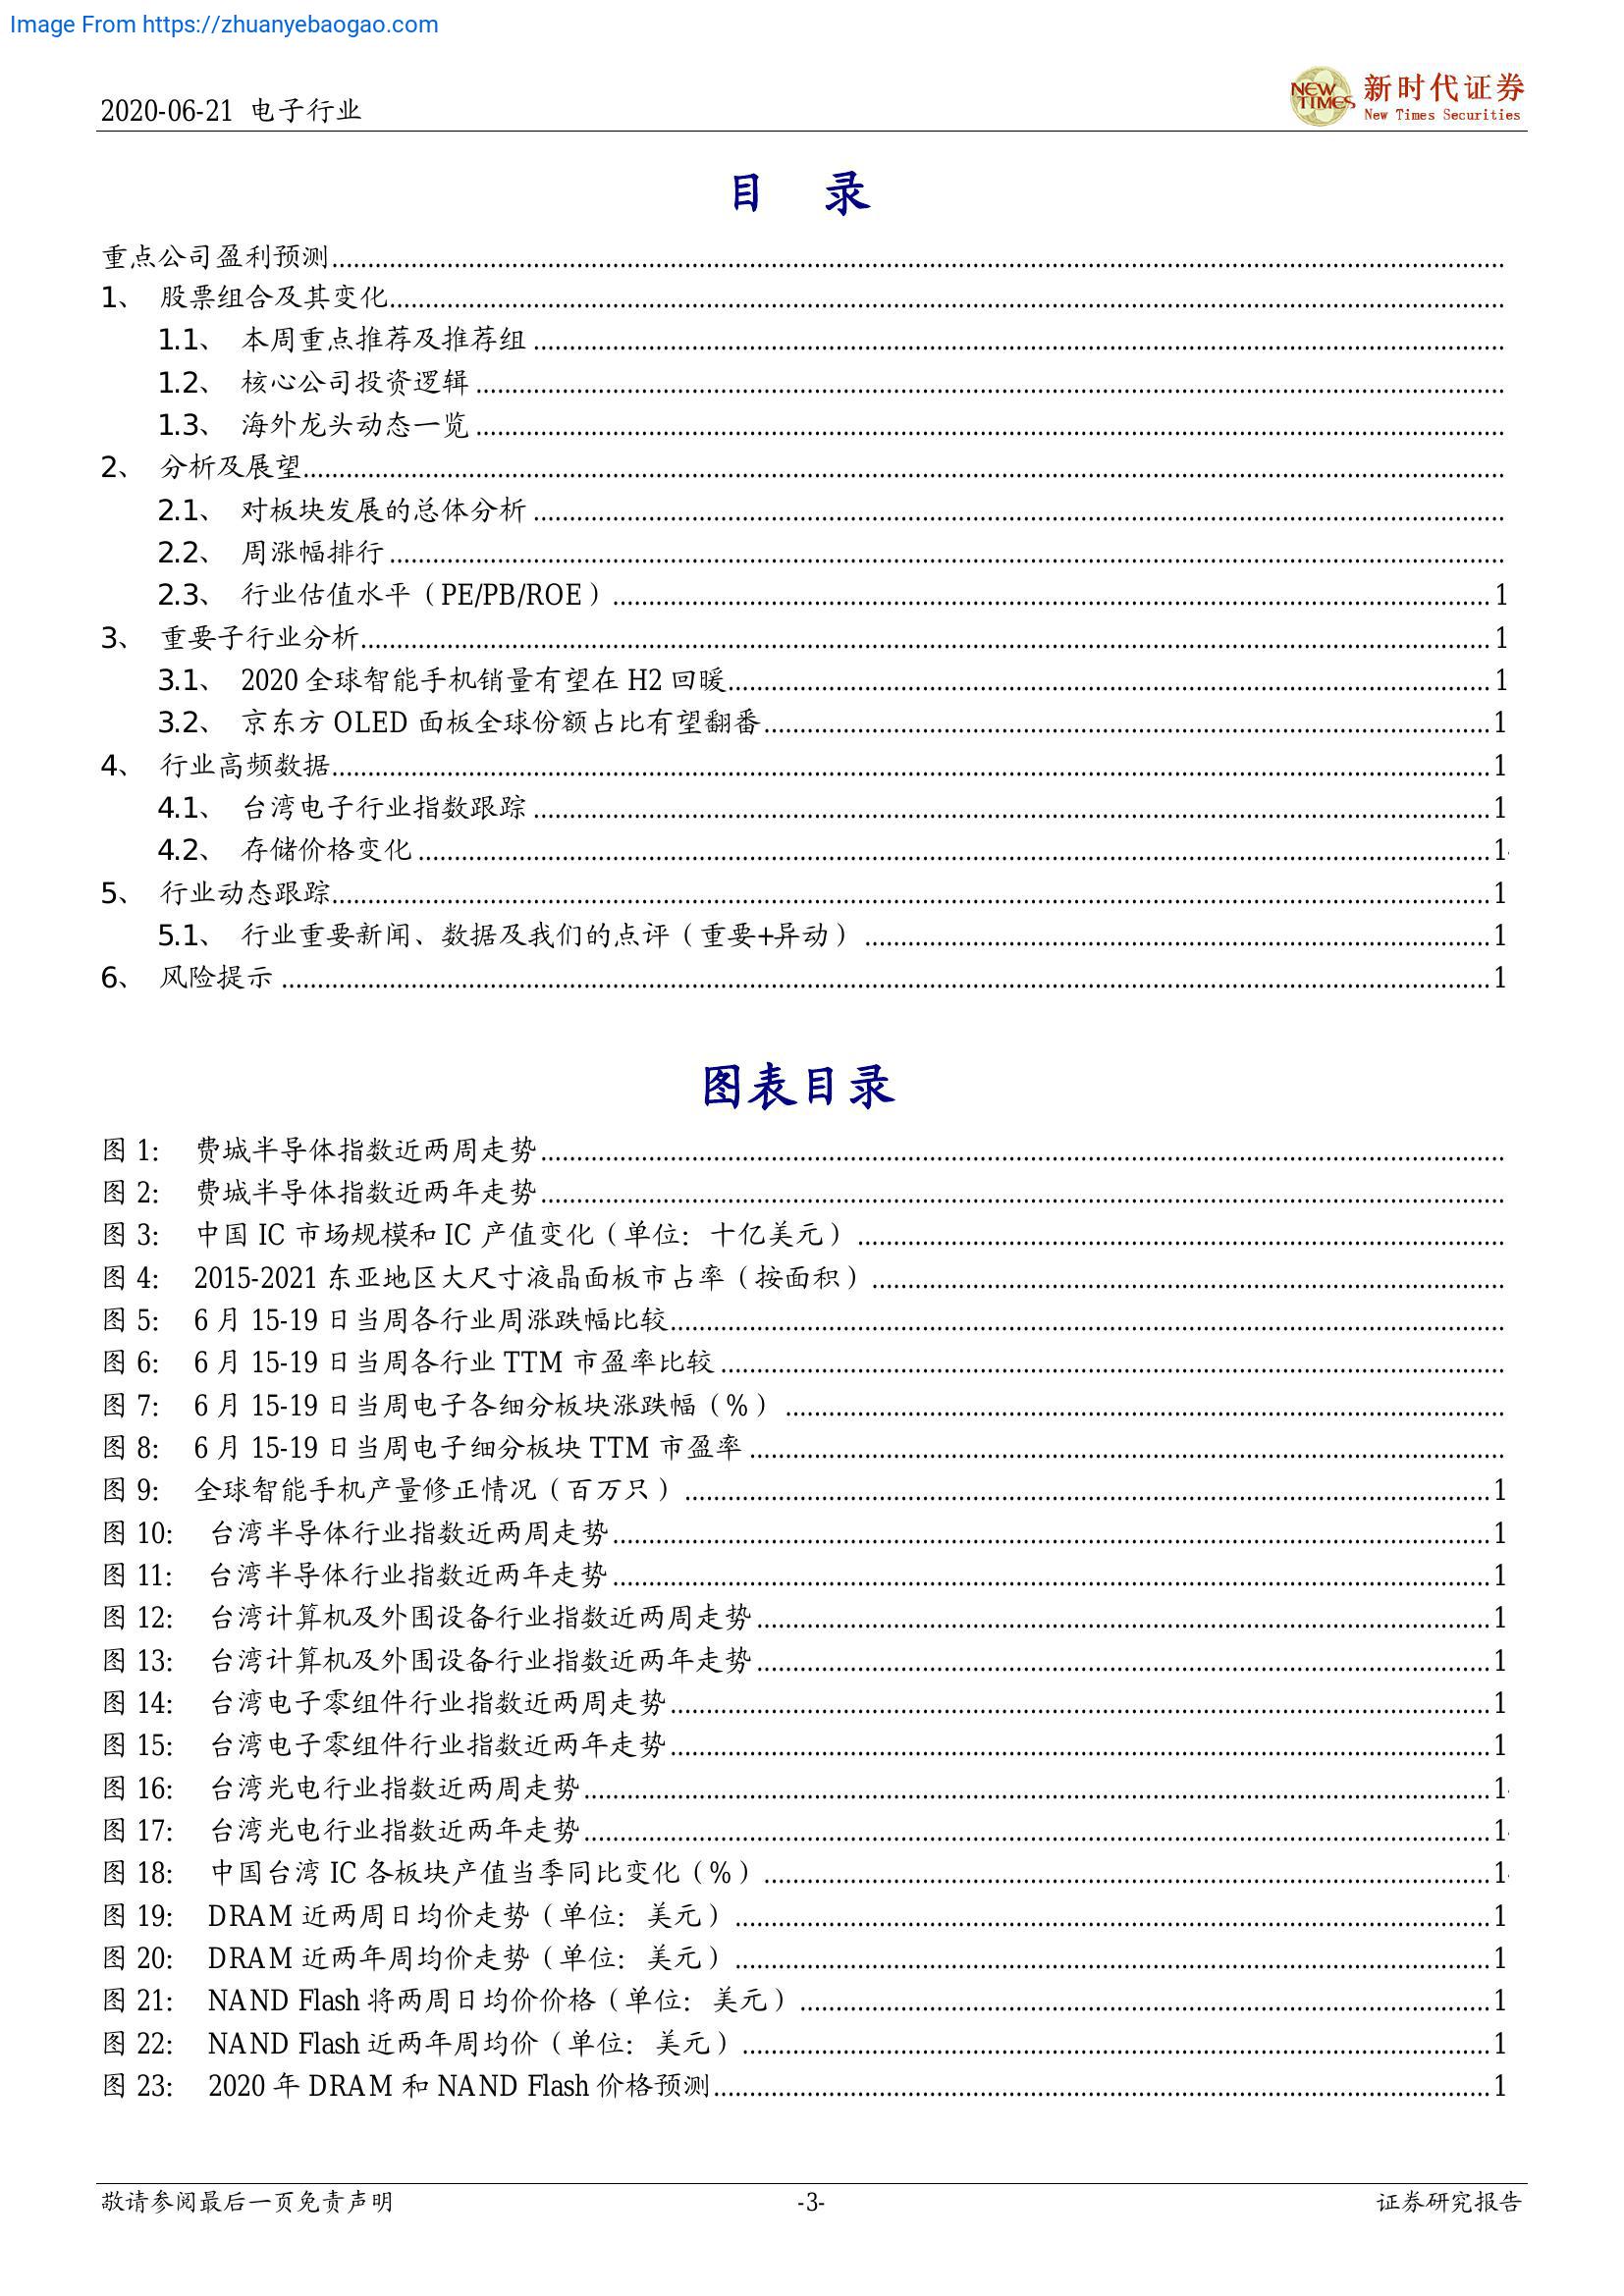 Image From https://zhuanyebaogao.com
2020-06-21 电子行业
NEW TIMES 新时代证券
New Times Securities
目 录
重点公司盈利预测
1、 股票组合及其变化
1.1、 本周重点推荐及推荐组
1.2、 核心公司投资逻辑
1.3、 海外龙头动态一览
2、 分析及展望
2.1、 对板块发展的总体分析
2.2、 周涨幅排行
2.3、 行业估值水平（PE/PB/ROE） 1
3、 重要子行业分析 1
3.1、 2020 全球智能手机销量有望在 H2 回暖 1
3.2、 京东方 OLED 面板全球份额占比有望翻番 1
4、 行业高频数据 1
4.1、 台湾电子行业指数跟踪 1
4.2、 存储价格变化 1
5、 行业动态跟踪 1
5.1、 行业重要新闻、数据及我们的点评（重要+异动） 1
6、 风险提示 1
图表目录
图 1: 费城半导体指数近两周走势
图 2: 费城半导体指数近两年走势
图 3: 中国 IC 市场规模和 IC 产值变化（单位：十亿美元）
图 4: 2015-2021 东亚地区大尺寸液晶面板市占率（按面积）
图 5: 6 月 15-19 日当周各行业周涨跌幅比较
图 6: 6 月 15-19 日当周各行业 TTM 市盈率比较
图 7: 6 月 15-19 日当周电子各细分板块涨跌幅（%）
图 8: 6 月 15-19 日当周电子细分板块 TTM 市盈率
图 9: 全球智能手机产量修正情况（百万只） 1
图 10: 台湾半导体行业指数近两周走势 1
图 11: 台湾半导体行业指数近两年走势 1
图 12: 台湾计算机及外围设备行业指数近两周走势 1
图 13: 台湾计算机及外围设备行业指数近两年走势 1
图 14: 台湾电子零组件行业指数近两周走势 1
图 15: 台湾电子零组件行业指数近两年走势 1
图 16: 台湾光电行业指数近两周走势 1
图 17: 台湾光电行业指数近两年走势 1
图 18: 中国台湾 IC 各板块产值当季同比变化（%） 1
图 19: DRAM 近两周日均价走势（单位：美元） 1
图 20: DRAM 近两年周均价走势（单位：美元） 1
图 21: NAND Flash 将两周日均价价格（单位：美元） 1
图 22: NAND Flash 近两年周均价（单位：美元） 1
图 23: 2020 年 DRAM 和 NAND Flash 价格预测 1
敬请参阅最后一页免责声明 -3- 证券研究报告